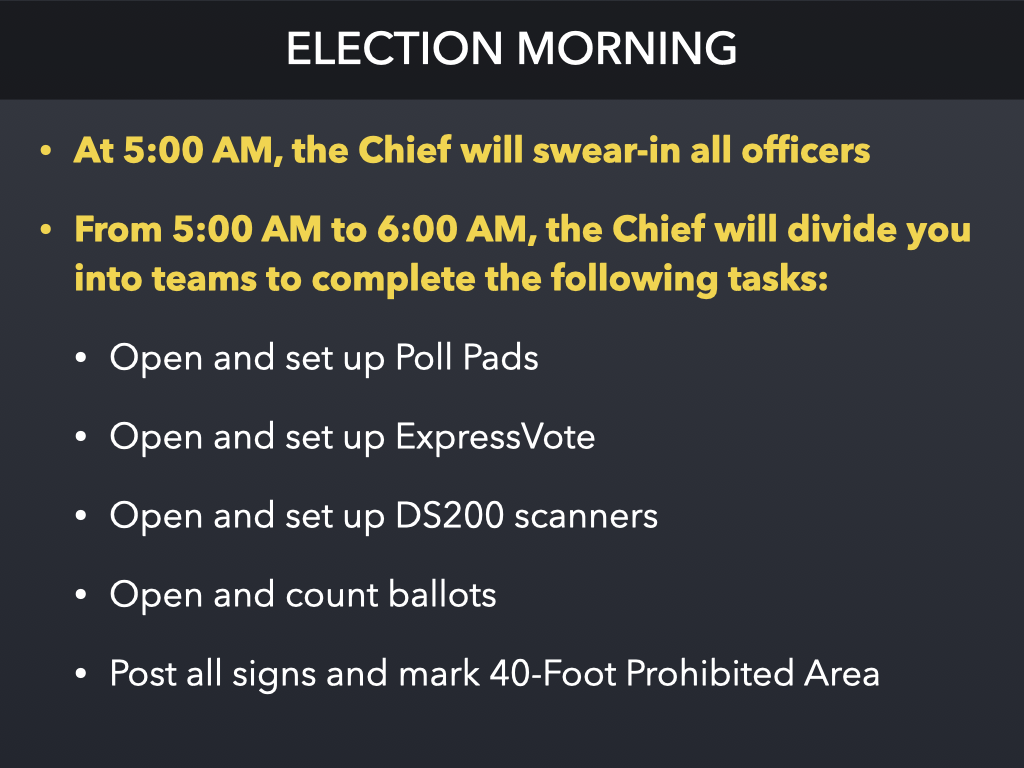 ELECTION MORNING
• At 5:00 AM, the Chief will swear-in all officers
• From 5:00 AM to 6:00 AM, the Chief will divide you
into teams to complete the following tasks:
• Open and set up Poll Pads
• Open and set up ExpressVote
• Open and set up DS200 scanners
• Open and count ballots
• Post all signs and mark 40-Foot Prohibited Area